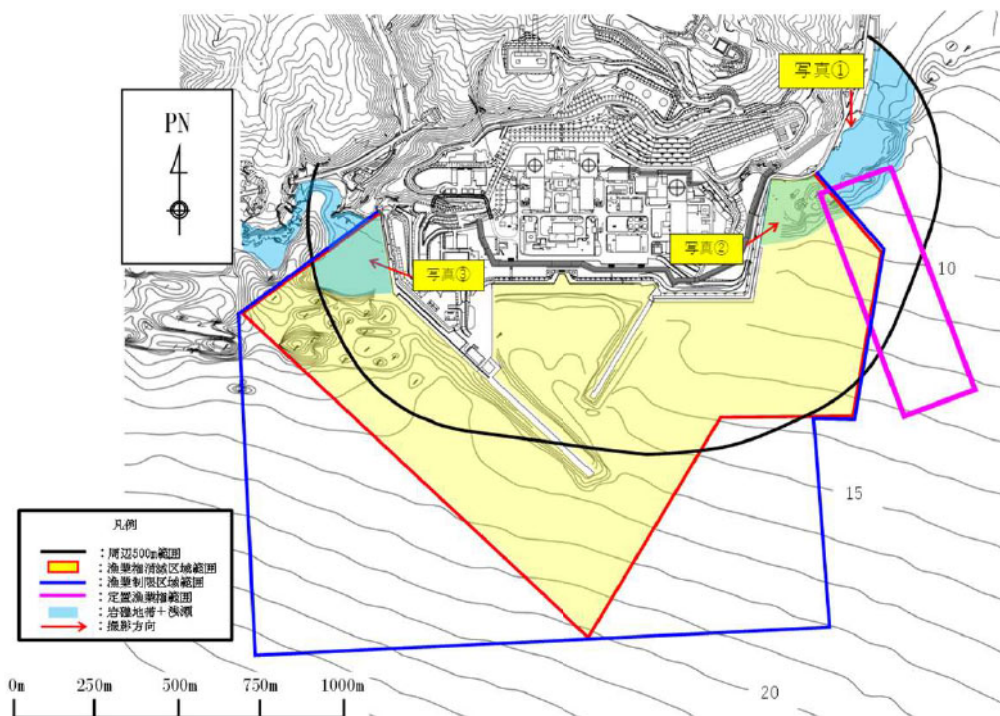 写真①
PN
写真②
写真③
10
15
20
凡例
：周辺500m範囲
：漁業権消滅区域範囲
：漁業制限区域範囲
：定置漁業権範囲
：岩礁地帯＋浅瀬
：撮影方向
0m 250m 500m 750m 1000m